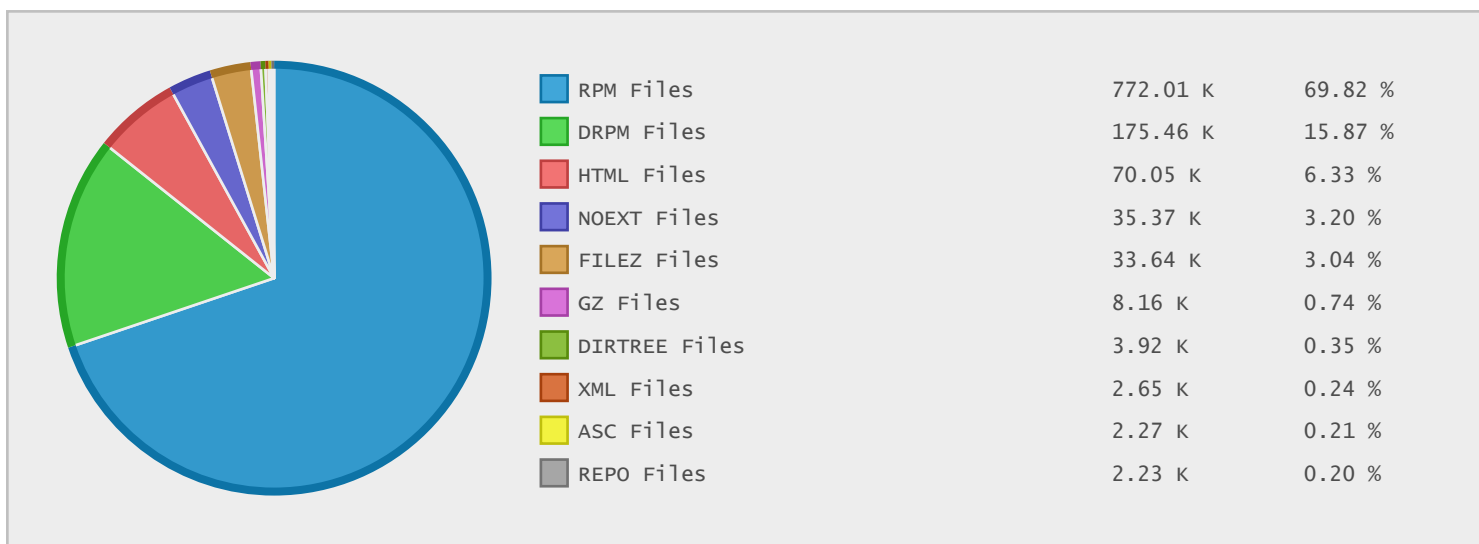 RPM Files 772.01 K 69.82 %
DRPM Files 175.46 K 15.87 %
HTML Files 70.05 K 6.33 %
NOEXT Files 35.37 K 3.20 %
FILEZ Files 33.64 K 3.04 %
GZ Files 8.16 K 0.74 %
DIRTREE Files 3.92 K 0.35 %
XML Files 2.65 K 0.24 %
ASC Files 2.27 K 0.21 %
REPO Files 2.23 K 0.20 %